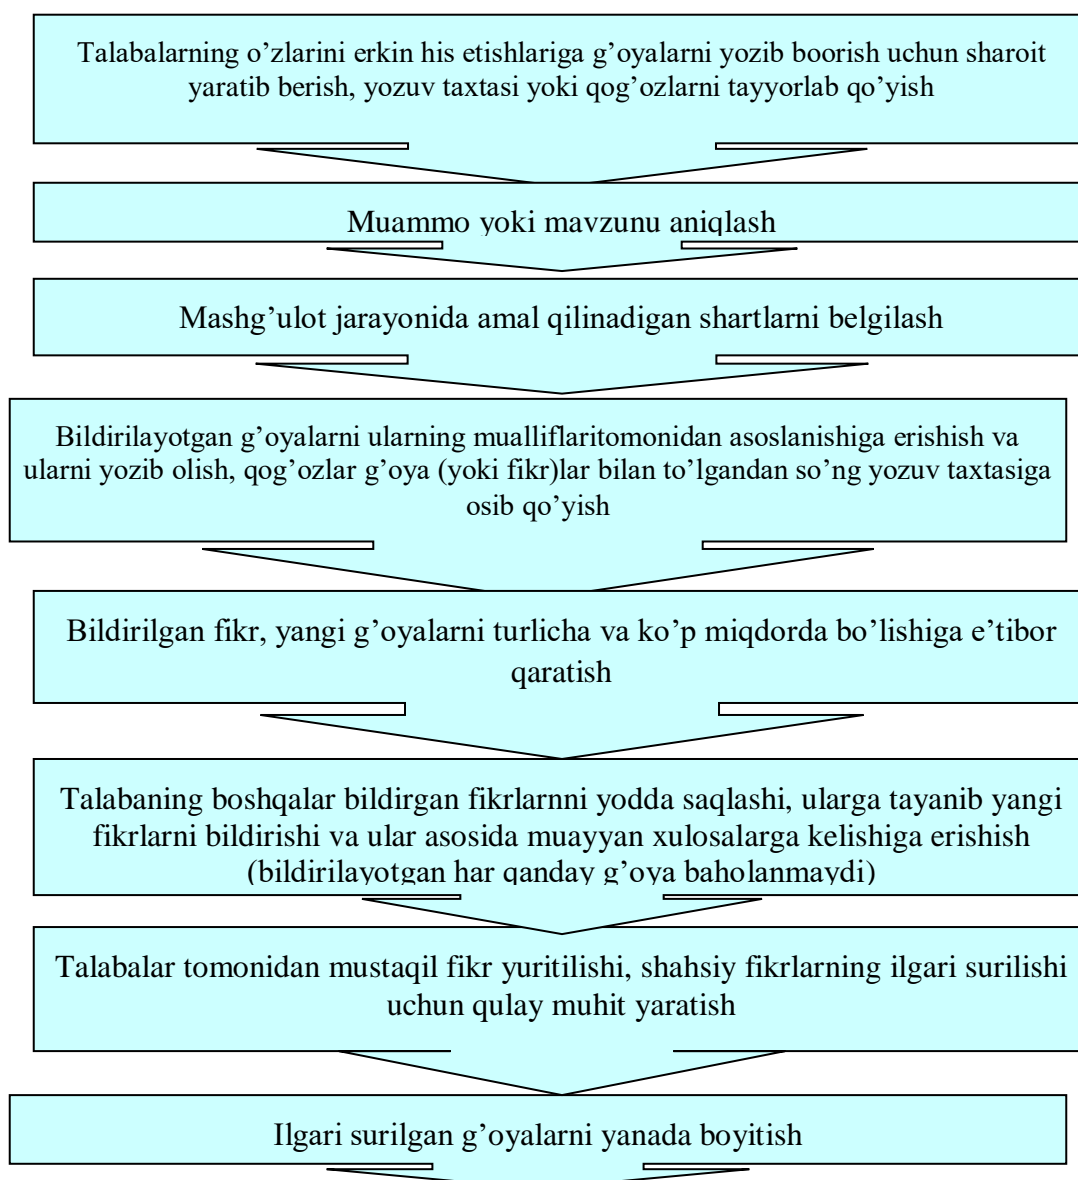 Talabalarning o’zlarini erkin his etishlariga g’oyalarni yozib boorish uchun sharoit
yaratib berish, yozuv taxtasi yoki qog’ozlarni tayyorlab qo’yish
Muammo yoki mavzunu aniqlash
Mashg’ulot jarayonida amal qilinadigan shartlarni belgilash
Bildirilayotgan g’oyalarni ularning mualliflaritomonidan asoslanishiga erishish va
ularni yozib olish, qog’ozlar g’oya (yoki fikr)lar bilan to’lgandan so’ng yozuv taxtasiga
osib qo’yish
Bildirilgan fikr, yangi g’oyalarni turlicha va ko’p miqdorda bo’lishiga e’tibor
qaratish
Talabaning boshqalar bildirgan fikrlarnni yodda saqlashi, ularga tayanib yangi
fikrlarni bildirishi va ular asosida muayyan xulosalarga kelishiga erishish
(bildirilayotgan har qanday g’oya baholanmaydi)
Talabalar tomonidan mustaqil fikr yuritilishi, shahsiy fikrlarning ilgari surilishi
uchun qulay muhit yaratish
Ilgari surilgan g’oyalarni yanada boyitish